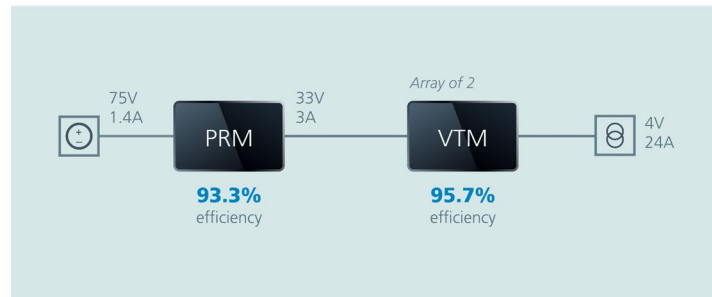 75V
1.4A
PRM
93.3%
efficiency
33V
3A
Array of 2
VTM
95.7%
efficiency
4V
24A